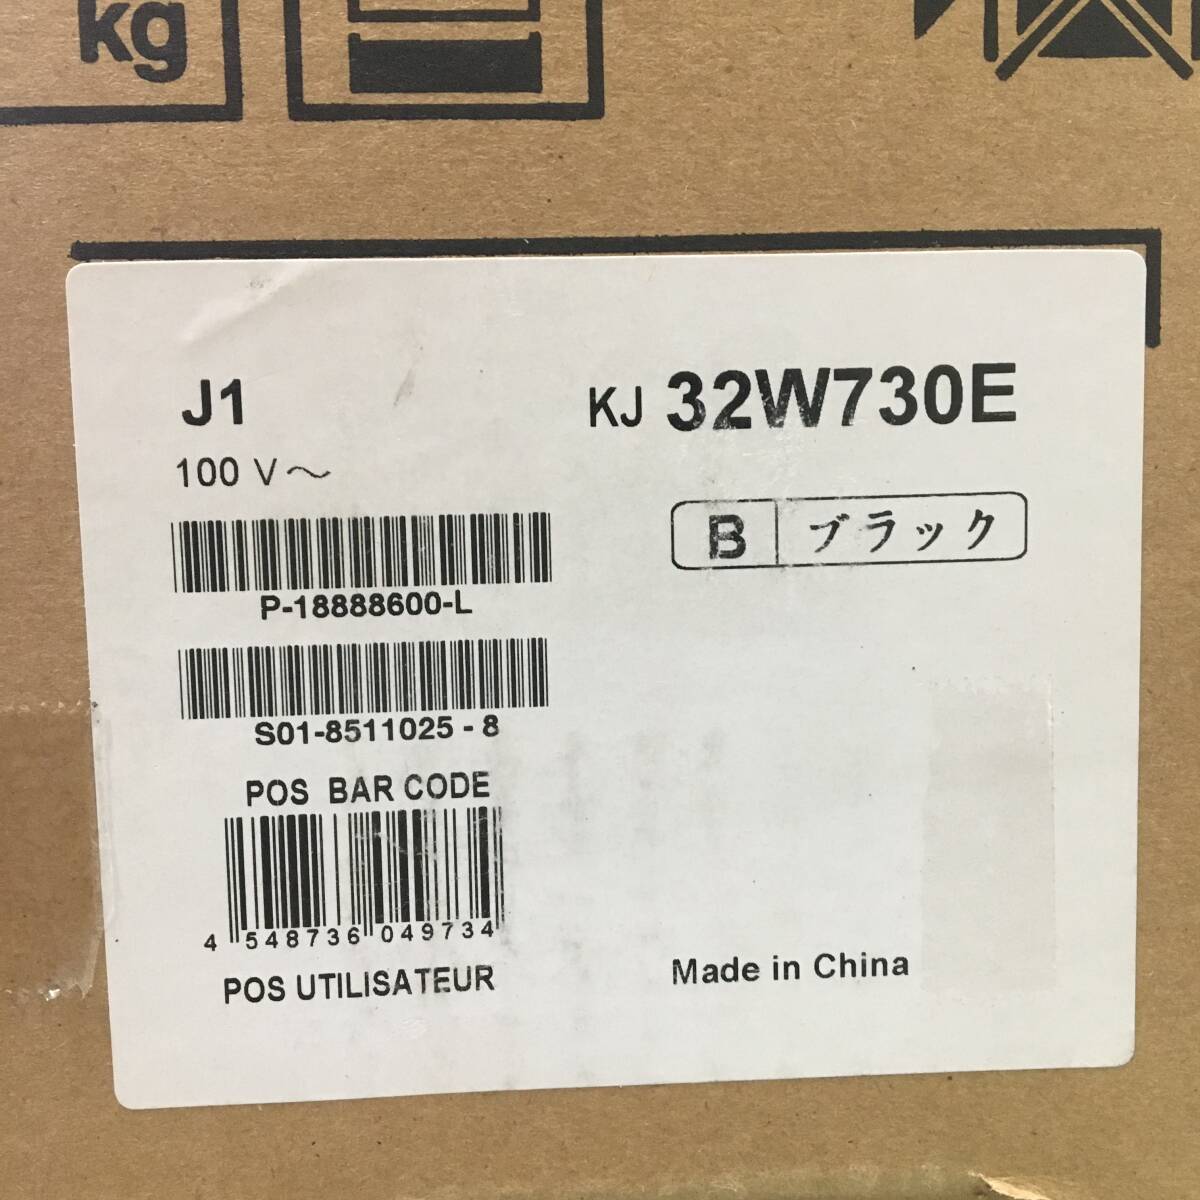 kg
J1
KJ 32W730E
100 V～
B ブラック
P-18888600-L
S01-8511025 - 8
POS BAR CODE
4 548736 049734
POS UTILISATEUR
Made in China